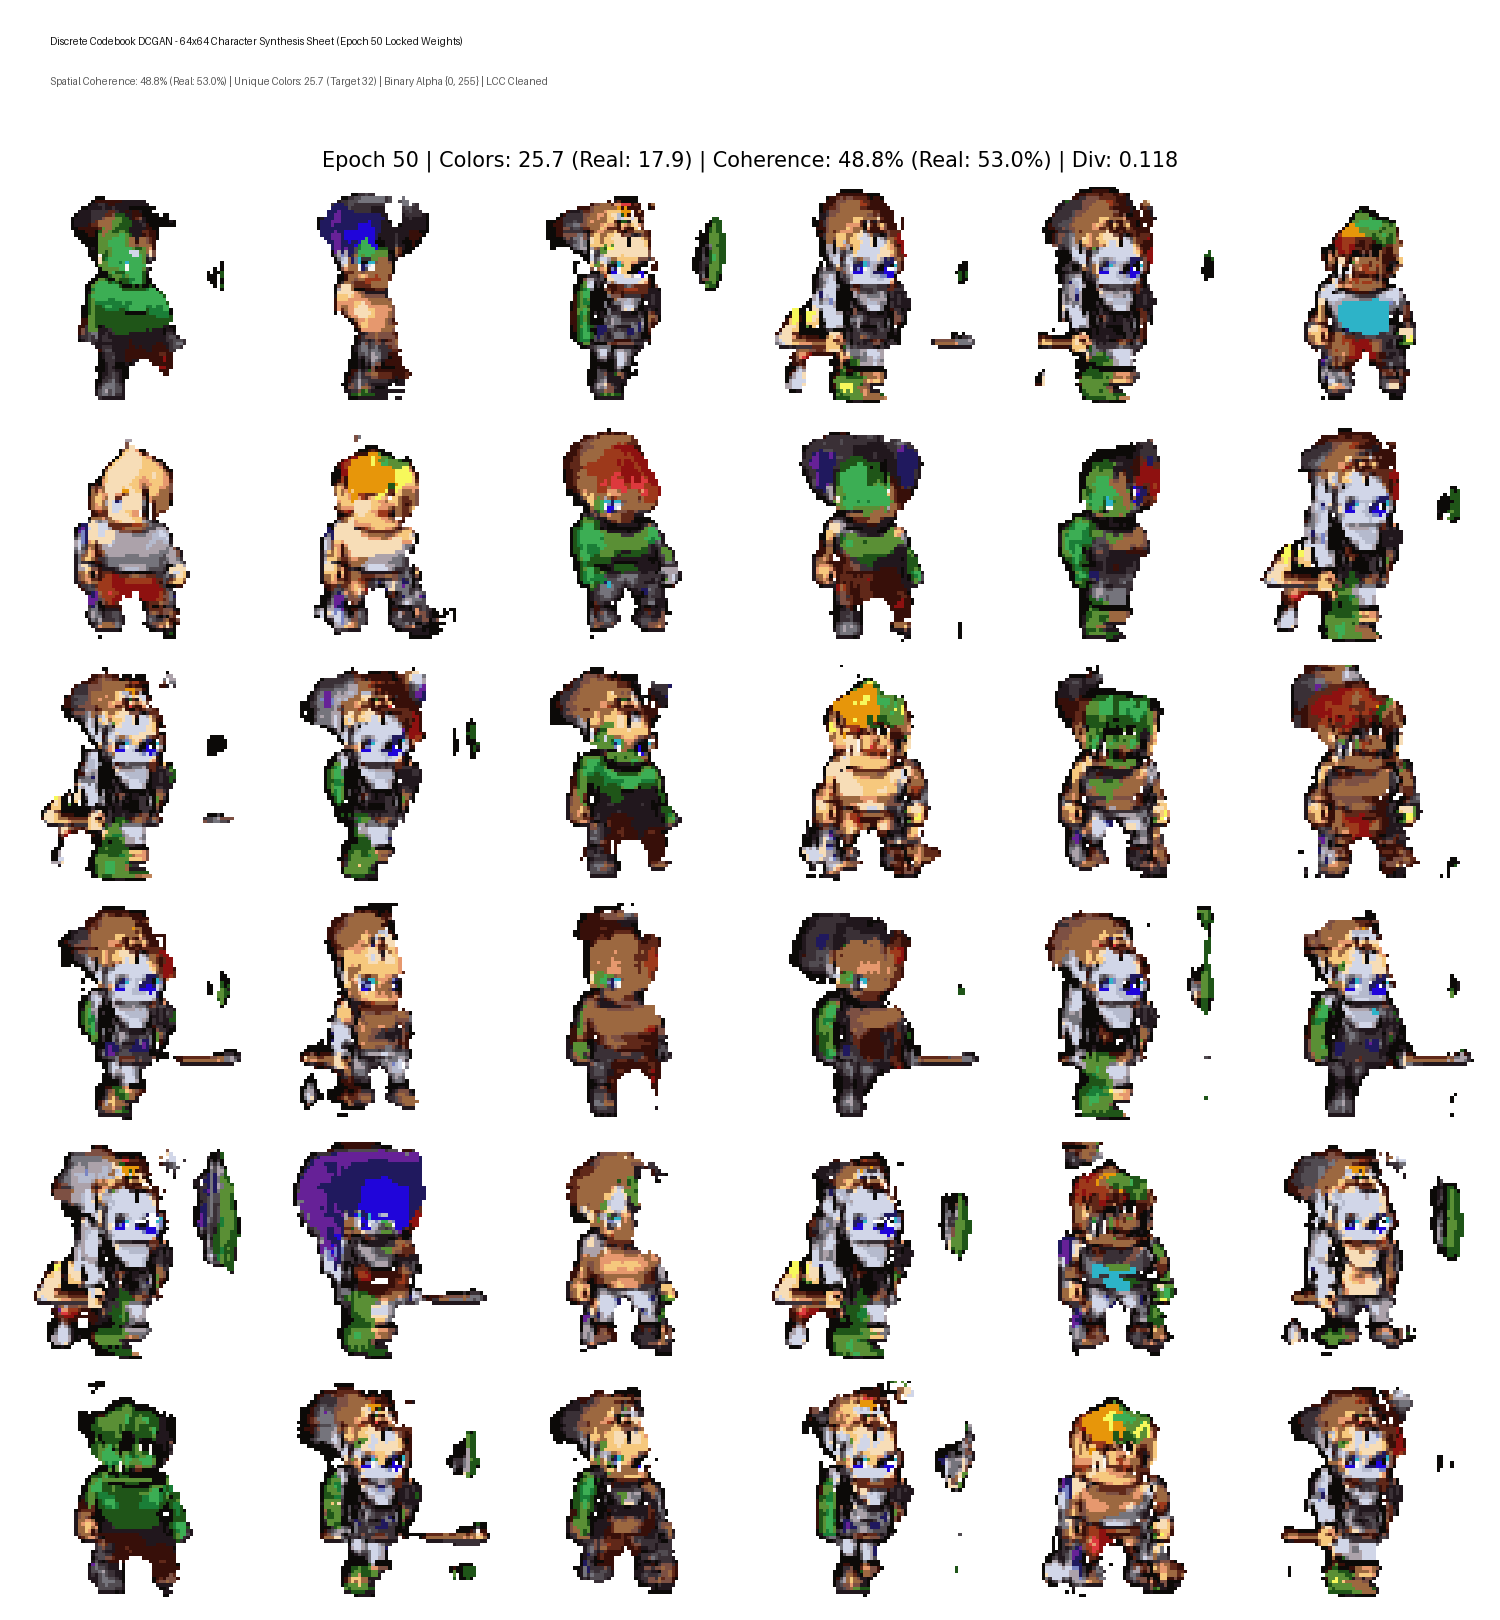 Discrete Codebook DCGAN - 64x64 Character Synthesis Sheet (Epoch 50 Locked Weights)
Spatial Coherence: 48.8% (Real: 53.0%) | Unique Colors: 25.7 (Target 32) | Binary Alpha {0, 255} | LCC Cleaned
Epoch 50 | Colors: 25.7 (Real: 17.9) | Coherence: 48.8% (Real: 53.0%) | Div: 0.118